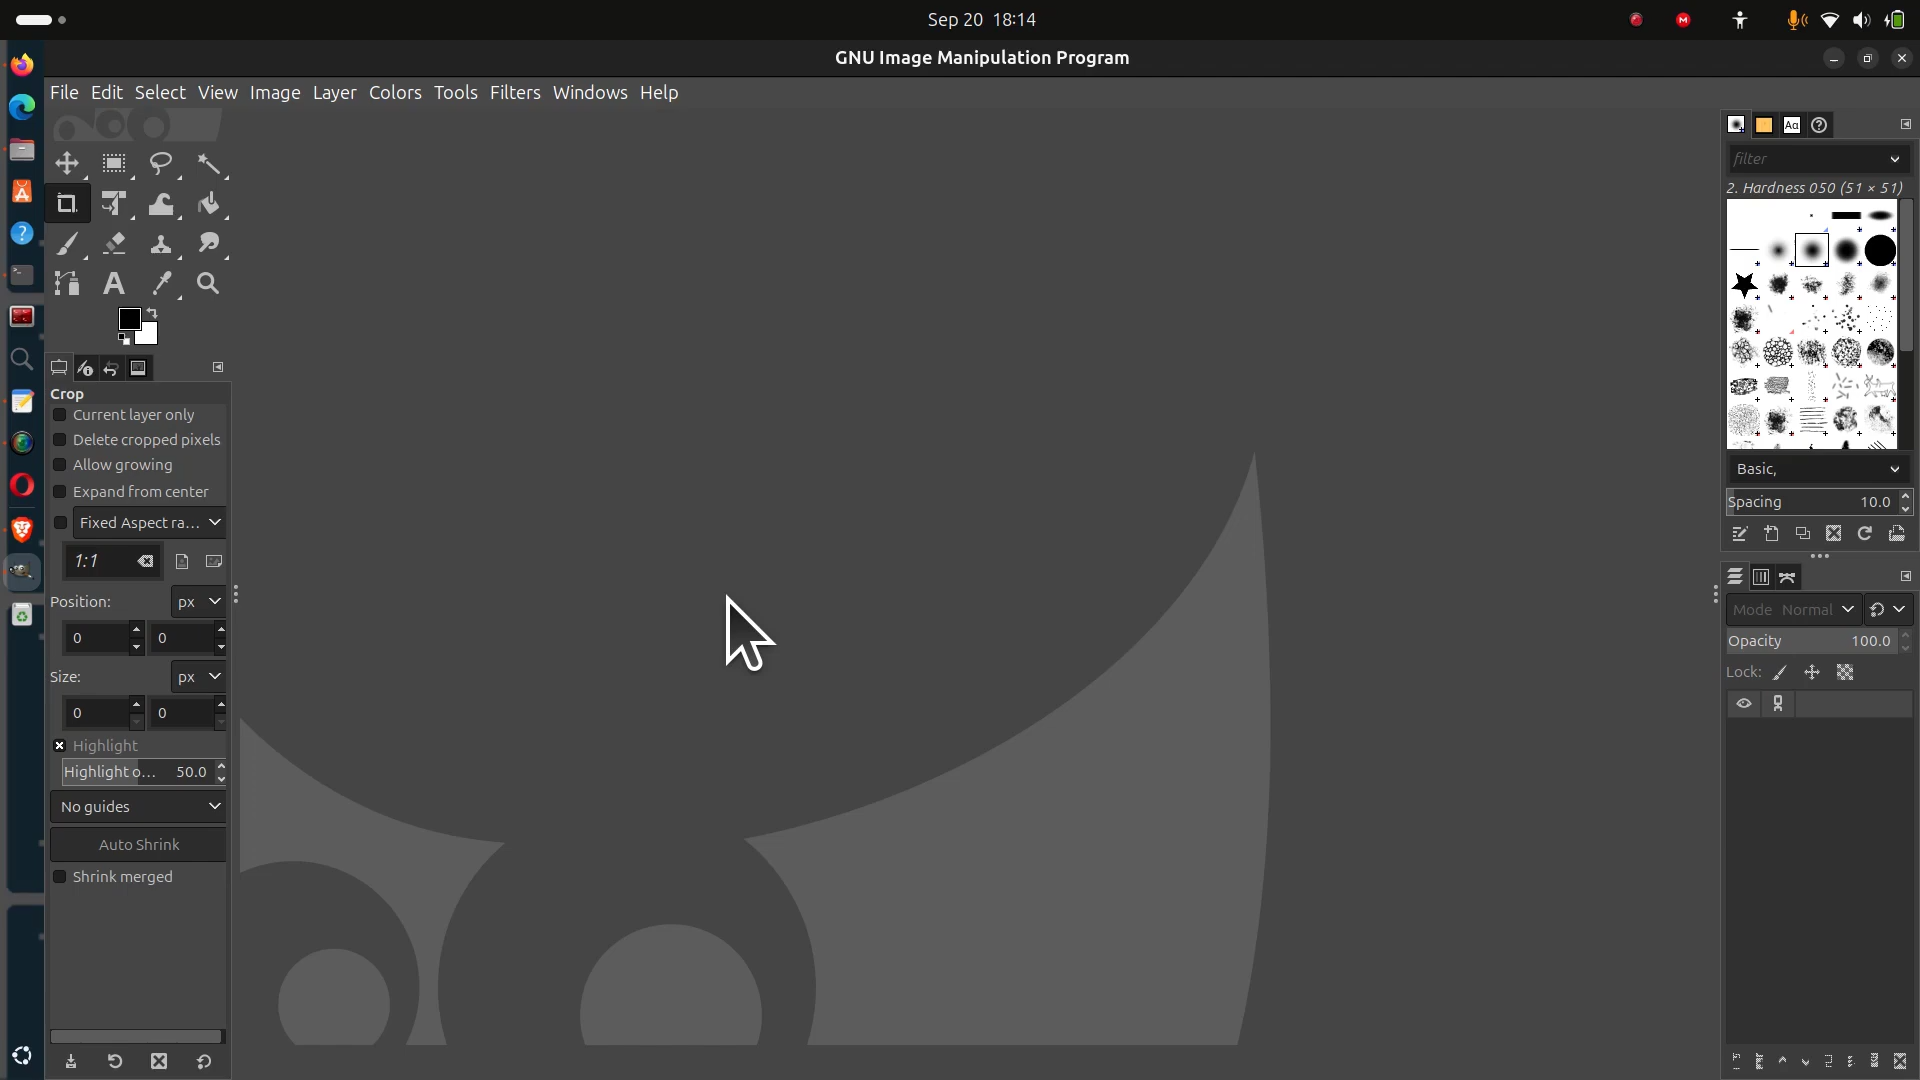 Sep 20 18:14
GNU Image Manipulation Program
File Edit Select View Image Layer Colors Tools Filters Windows Help
filter
2. Hardness 050 (51 × 51)
Basic,
Spacing 10.0
Crop
Current layer only
Delete cropped pixels
Allow growing
Expand from center
Fixed Aspect ra...
1:1
Position: px
0 0
Size: px
0 0
Highlight
Highlight o... 50.0
No guides
Auto Shrink
Shrink merged
Mode Normal
Opacity 100.0
Lock: